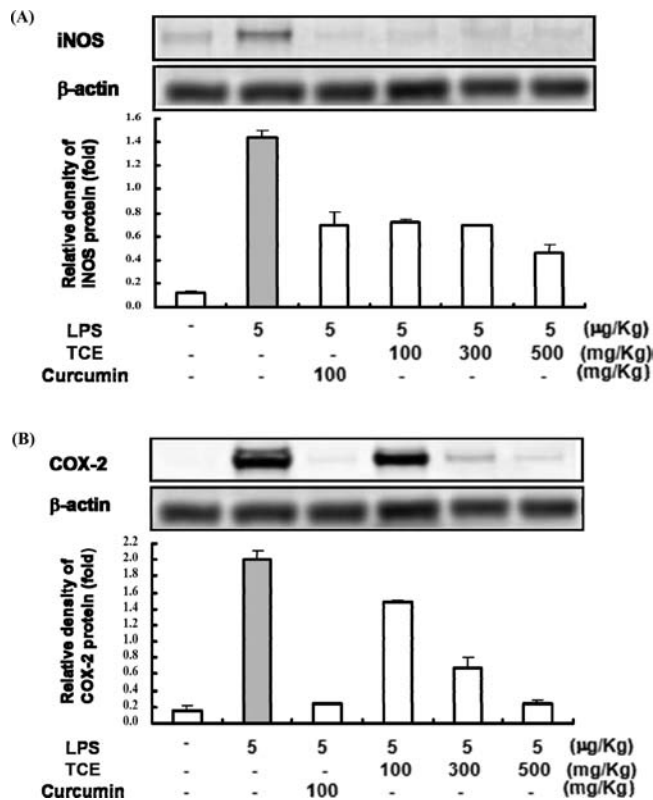 (A)
iNOS
β-actin
Relative density of
iNOS protein (fold)
1.6
1.4
1.2
1.0
0.8
0.6
0.4
0.2
0.0
LPS - 5 5 5 5 5 (μg/Kg)
TCE - - - 100 300 500 (mg/Kg)
Curcumin - - 100 - - - (mg/Kg)
(B)
COX-2
β-actin
Relative density of
COX-2 protein (fold)
2.2
2.0
1.8
1.6
1.4
1.2
1.0
0.8
0.6
0.4
0.2
0.0
LPS - 5 5 5 5 5 (μg/Kg)
TCE - - - 100 300 500 (mg/Kg)
Curcumin - - 100 - - - (mg/Kg)